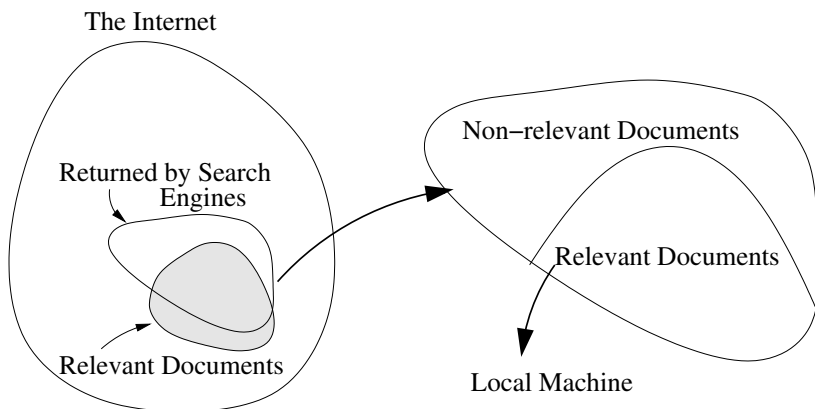 The Internet
Returned by Search
Engines
Relevant Documents
Non−relevant Documents
Relevant Documents
Local Machine